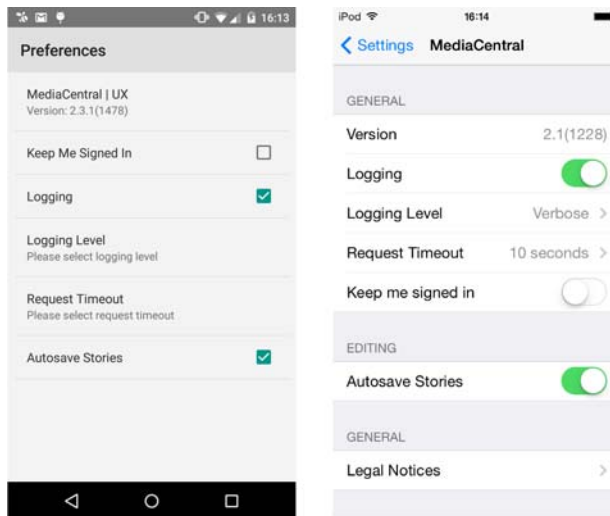 16:13
Preferences
MediaCentral | UX
Version: 2.3.1(1478)
Keep Me Signed In
Logging
Logging Level
Please select logging level
Request Timeout
Please select request timeout
Autosave Stories
iPod 16:14
Settings MediaCentral
GENERAL
Version 2.1(1228)
Logging
Logging Level Verbose
Request Timeout 10 seconds
Keep me signed in
EDITING
Autosave Stories
GENERAL
Legal Notices